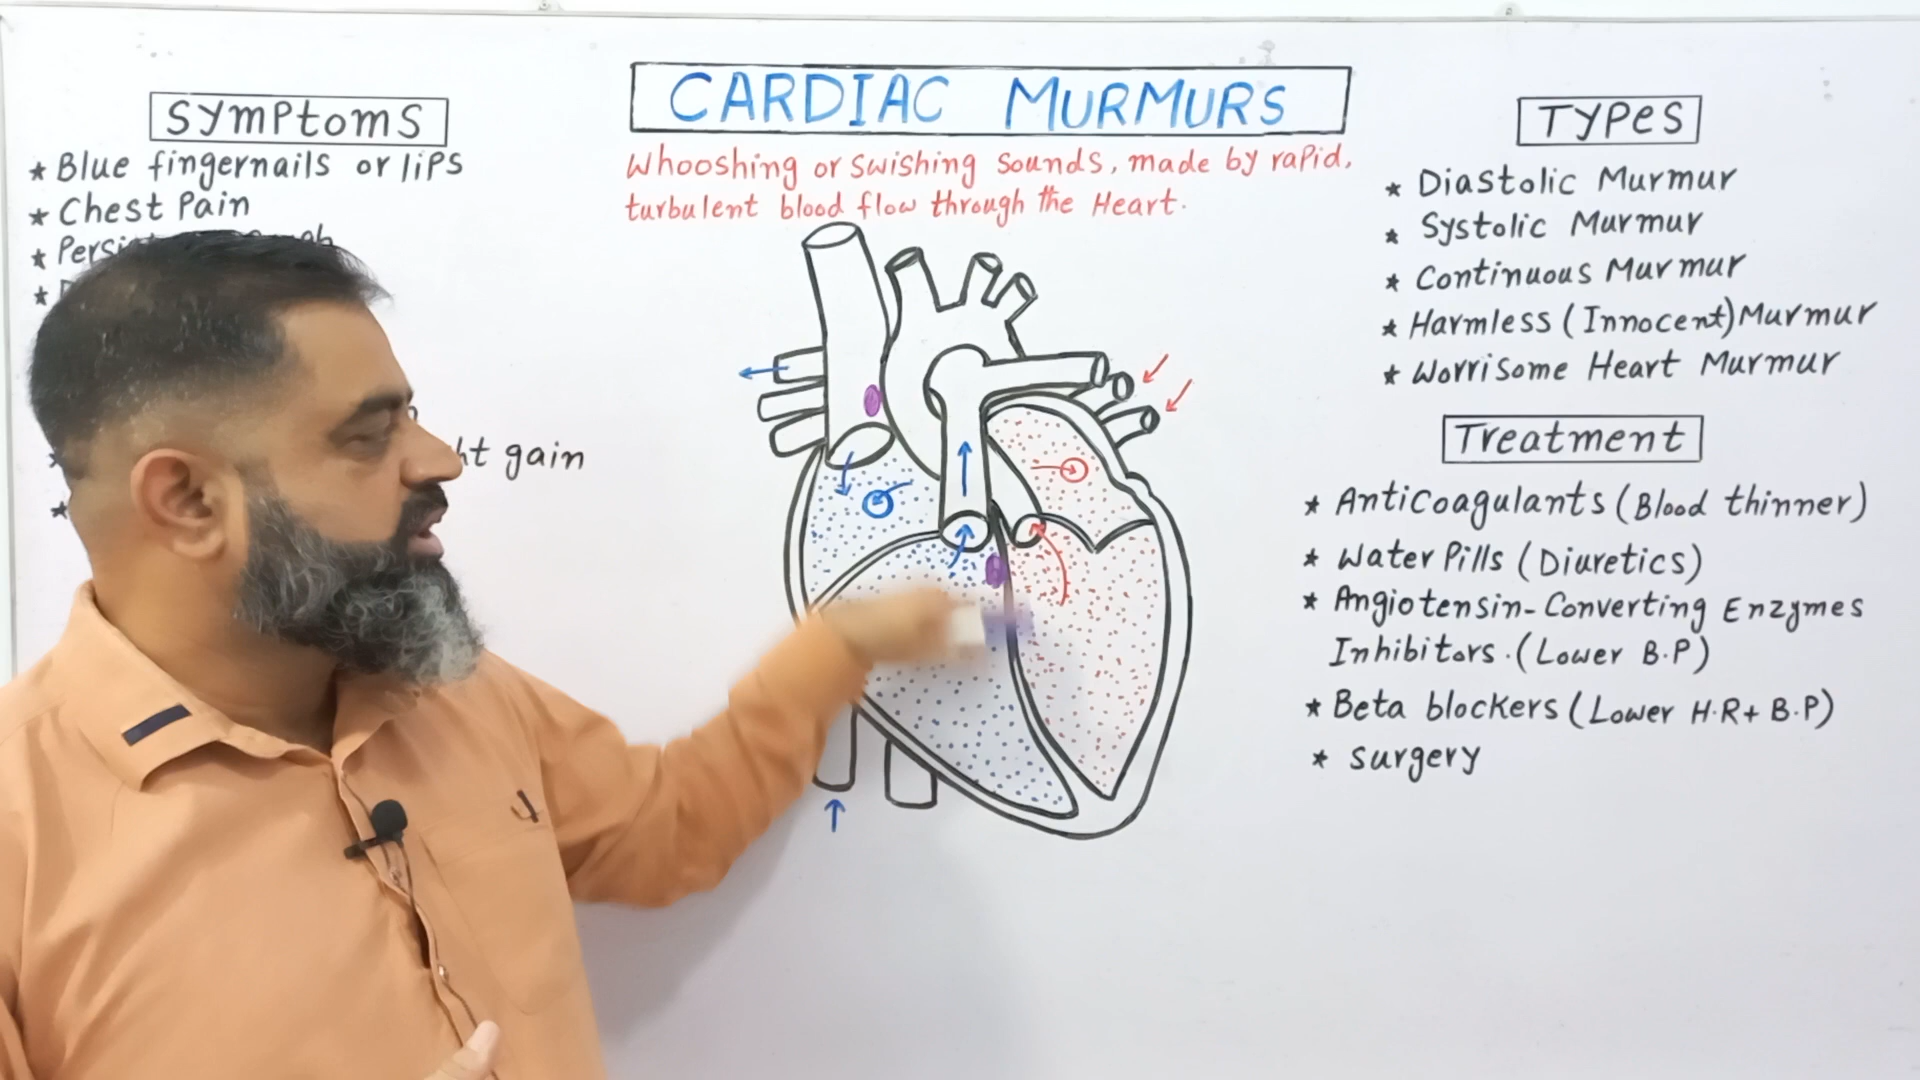 CARDIAC MURMURS
Whooshing or swishing sounds, made by rapid,
turbulent blood flow through the Heart.
Symptoms
* Blue fingernails or lips
* Chest Pain
*
*
gain
*
Types
* Diastolic Murmur
* Systolic Murmur
* Continuous Murmur
* Harmless (Innocent) Murmur
* Worrisome Heart Murmur
Treatment
* Anticoagulants (Blood thinner)
* Water Pills (Diuretics)
* Angiotensin-Converting Enzymes
Inhibitors. (Lower B.P)
* Beta blockers (Lower H.R + B.P)
* Surgery